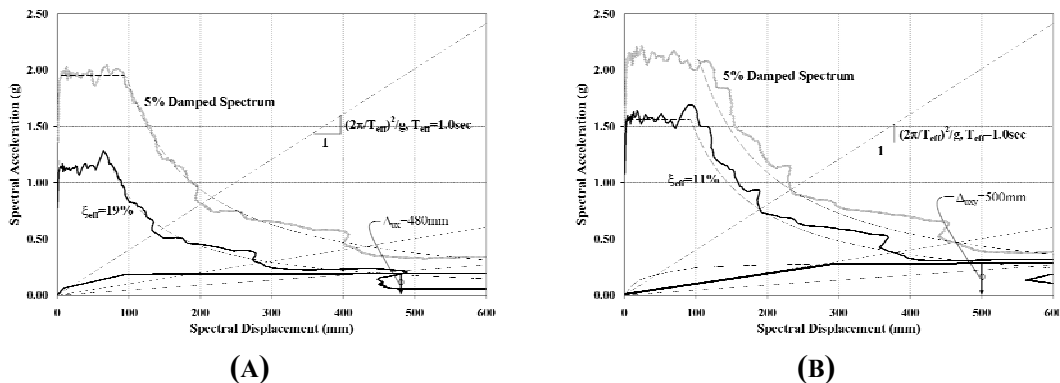 2.50
2.00
1.50
1.00
0.50
0.00
Spectral Acceleration (g)
5% Damped Spectrum
(2π/Teff)²/g, Teff=1.0sec
1
ξeff=19%
=480mm
0 100 200 300 400 500 600
Spectral Displacement (mm)
(A)
2.50
2.00
1.50
1.00
0.50
0.00
Spectral Acceleration (g)
5% Damped Spectrum
(2π/Teff)²/g, Teff=1.0sec
1
ξeff=11%
=500mm
0 100 200 300 400 500 600
Spectral Displacement (mm)
(B)